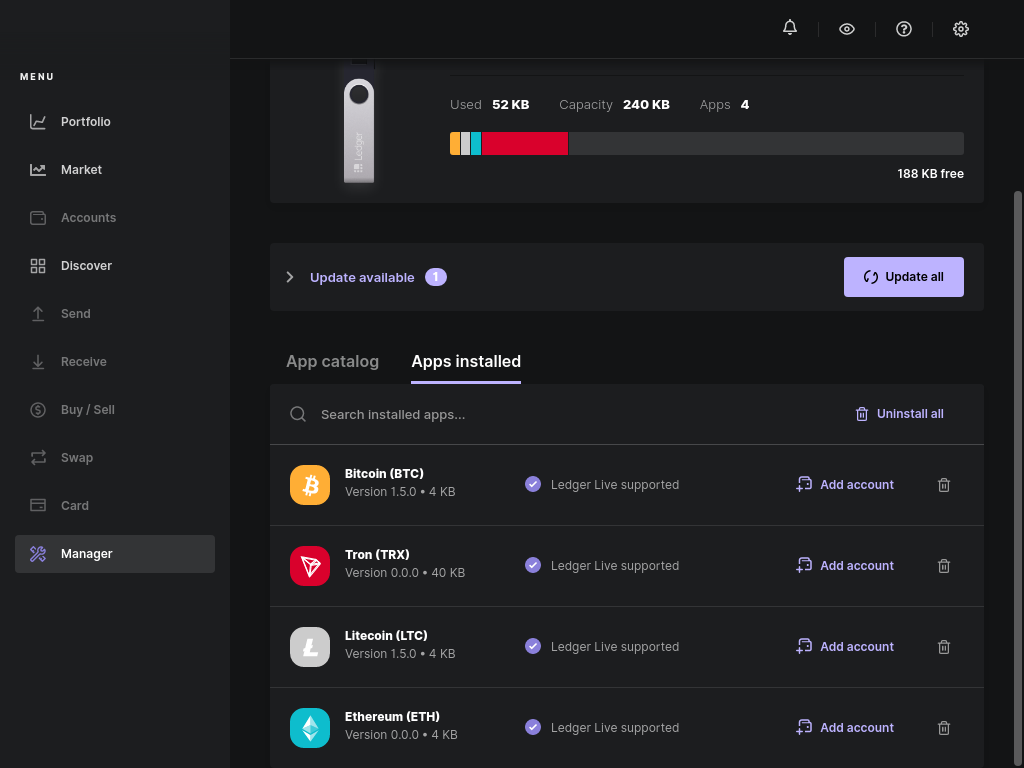 MENU
Portfolio
Market
Accounts
Discover
Send
Receive
Buy / Sell
Swap
Card
Manager
Ledger
Used 52 KB Capacity 240 KB Apps 4
188 KB free
Update available 1
Update all
App catalog Apps installed
Search installed apps...
Uninstall all
Bitcoin (BTC)
Version 1.5.0 • 4 KB
Ledger Live supported
Add account
Tron (TRX)
Version 0.0.0 • 40 KB
Ledger Live supported
Add account
Litecoin (LTC)
Version 1.5.0 • 4 KB
Ledger Live supported
Add account
Ethereum (ETH)
Version 0.0.0 • 4 KB
Ledger Live supported
Add account